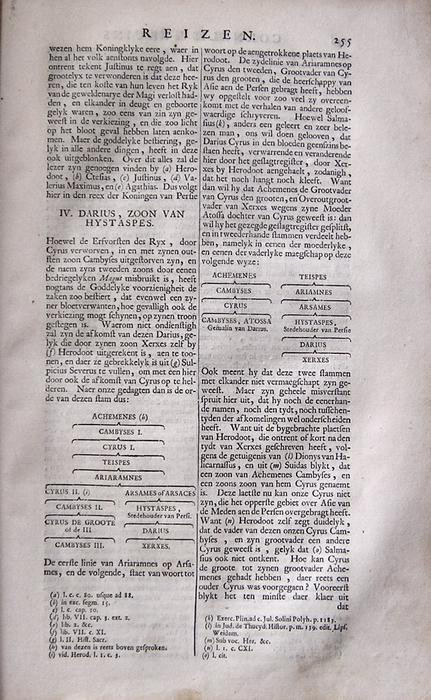 REIZEN.
255
wezen hem Koningklyke eere, waer in
hen al het volk aenstonts navolgde. Hier
ontrent tekent Justinus te regt aen, dat
grootelyx te verwonderen is dat deze hee-
ren, die ten koste van hun leven het Ryk
van de geweldenarye der Magi verlost had-
den, en elkander in deugt en geboorte
gelyk waren, zoo eens van zin zyn ge-
weest in de verkiezing, en die zoo licht
op het bloot geval hebben laten aenko-
men. Maer de goddelyke bestiering, ge-
lyk in alle andere dingen, heeft in deze
ook uitgeblonken. Over dit alles zal de
lezer zyn genoegen vinden by (a) Hero-
doot, (b) Ctesias, (c) Justinus, (d) Va-
lerius Maximus, en (e) Agathias. Dus volgt
hier in den reex der Koningen van Persie
IV. DARIUS, ZOON VAN
HYSTASPES.
Hoewel de Erfvorsten des Ryx, door
Cyrus verworven, in en met zynen out-
sten zoon Cambyses uitgestorven zyn, en
de naem zyns tweeden zoons door eenen
bedrieglyken Magus misbruikt is, heeft
nogtans de Goddelyke voorzienigheit de
zaken zoo bestiert, dat evenwel een zy-
ner bloetverwanten, hoe gevallig ook de
verkiezing mogt schynen, op zynen troon
gestegen is. Waerom niet ondienstigh
zal zyn de afkomst van dezen Darius, ge-
lyk die door zynen zoon Xerxes zelf by
(f) Herodoot uitgerekent is, aen te too-
nen, en daer ze gebrekkelyk is uit (g) Sul-
picius Severus te vullen, om met een hier
door ook de afkomst van Cyrus op te hel-
deren. Naer onze gedagten dan is de or-
de van dezen stam dus:
ACHEMENES (h)
CAMBYSES I.
CYRUS I.
TEISPES
ARIARAMNES
CYRUS II. (i)
ARSAMES of ARSACES
CAMBYSES II.
HYSTASPES,
Stedehouder van Persie.
CYRUS DE GROOTE
of de III.
DARIUS
CAMBYSES III.
XERXES.
De eerste linie van Ariaramnes op Arsa-
mes, en de volgende, staet van woort tot
(a) l. c. c. 80. usque ad 88.
(b) in exc. segm. 15.
(c) l. c. cap. 10.
(d) lib. VII. cap. 3. ext. 2.
(e) lib. 2. &c.
(f) lib. VII. c. XI.
(g) l. II. Hist. Sacr.
(h) van dezen is reets boven gesproken.
(i) vid. Herod. l. 1. c. 5.
woort op de aengetrokkene plaets van He-
rodoot. De zydelinie van Ariaramnes op
Cyrus den tweeden, Grootvader van Cy-
rus den grooten, die de heerschappy van
Asie aen de Persen gebragt heeft, hebben
wy opgestelt voor zoo veel zy overeen-
komt met de verhalen van andere geloof-
waerdige schryveren. Hoewel Salma-
sius (k), anders een geleert en zeer bele-
zen man, ons wil doen gelooven, dat
Darius Cyrus in den bloeden geensins be-
staen heeft, verwarrende en veranderende
hier door het geslagtregister, door Xer-
xes by Herodoot aengehaelt, zodanigh,
dat het noch hangt noch kleeft. Want
dan wil hy dat Achemenes de Grootvader
van Cyrus den grooten, en Overoutgroot-
vader van Xerxes wegens zyne Moeder
Atossa dochter van Cyrus geweest is: dan
wil hy het gezegde geslagtregister gesplitst,
en in tweederhande stammen verdeelt heb-
ben, namelyk in eenen der moederlyke,
en eenen der vaderlyke maegschap op deze
volgende wyze:
ACHEMENES
TEISPES
CAMBYSES
ARIAMNES
CYRUS
ARSAMES
CAMBYSES, ATOSSA
Gemalin van Darius.
HYSTASPES,
Stedehouder van Persie
DARIUS
XERXES
Ook meent hy dat deze twee stammen
met elkander niet vermaegschapt zyn ge-
weest. Maer zyn geheele misverstant
spruit hier uit, dat hy noch de eenerhan-
de namen, noch den tydt, noch tusschen-
tyden der afkomelingen wel onderscheiden
heeft. Want uit de bygebrachte plaetsen
van Herodoot, die ontrent of kort na den
tydt van Xerxes geschreven heeft, vol-
gens de getuigenis van (l) Dionys van Ha-
licarnassus, en uit (m) Suidas blykt, dat
een zoon van Achemenes Cambyses, en
een zoons zoon van hem Cyrus genaemt
is. Deze laetste nu kan onze Cyrus niet
zyn, die het opperste gebiet over Asie van
de Meden aen de Persen overgebragt heeft.
Want (n) Herodoot zelf zegt duidelyk,
dat de vader van dezen onzen Cyrus Cam-
byses, en zyn grootvader een andere
Cyrus geweest is, gelyk dat (o) Salma-
sius ook niet ontkent. Hoe kan Cyrus
de groote tot zynen grootvader Ache-
menes gehadt hebben, daer reets een
ouder Cyrus was voorgegaen? Vooreerst
blykt het ten minste daer klaer uit
dat
(k) Exerc. Plin. ad c. Jul. Solini Polyh. p. 1183.
(l) in Jud. de Thucyd. Histor. p. m. 139. edit. Lips.
Weidem.
(m) Sub voc. Her. &c.
(n) l. 1. c. CXI.
(o) l. cit.